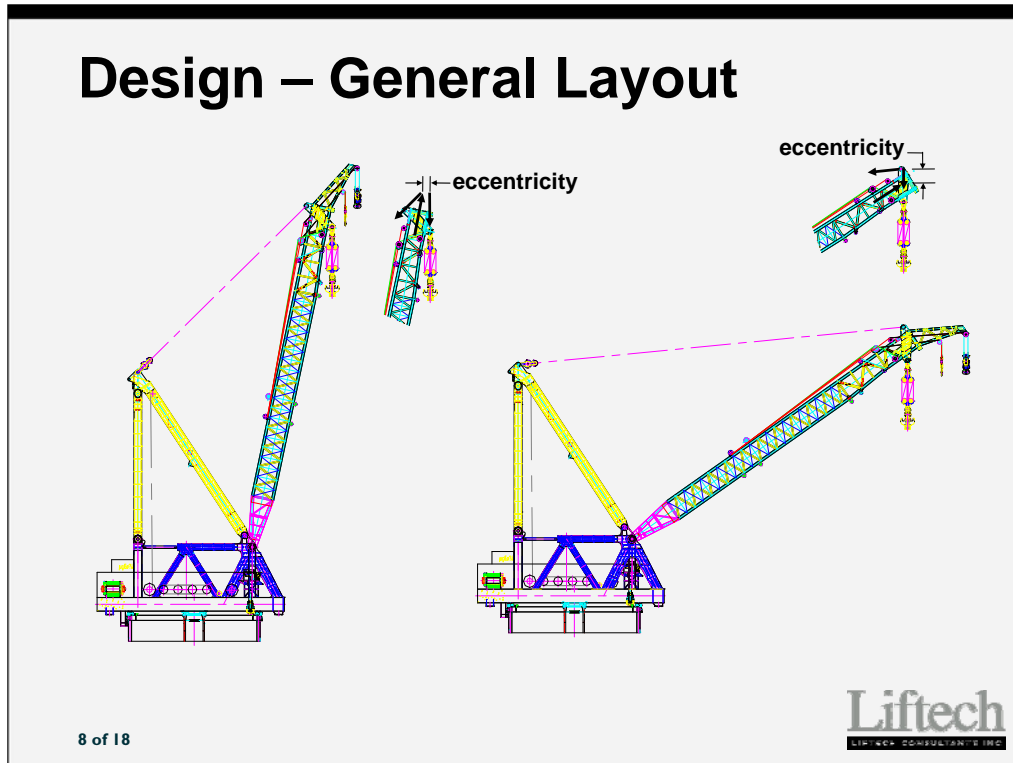 Design – General Layout
eccentricity
eccentricity
8 of 18
Liftech
LIFTECH CONSULTANTS INC